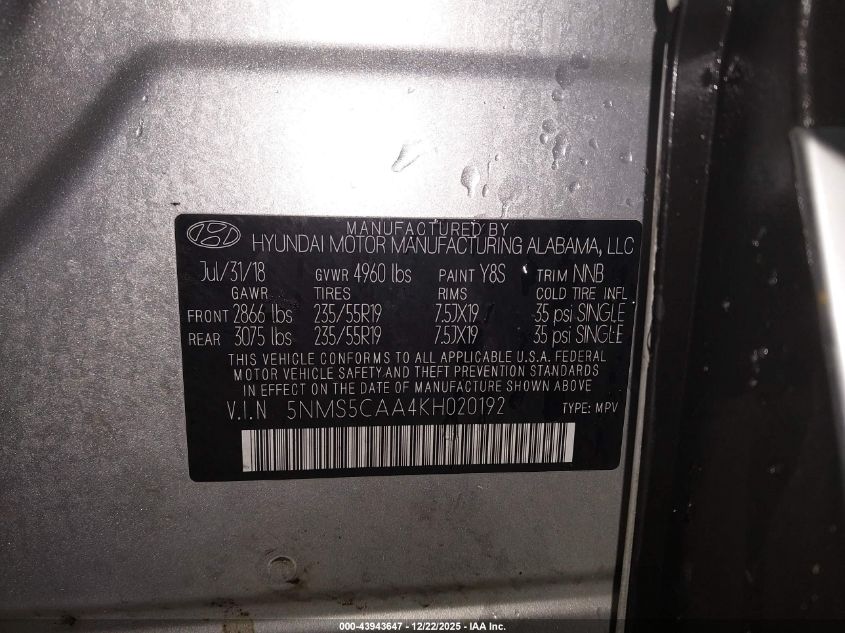 MANUFACTURED BY
HYUNDAI MOTOR MANUFACTURING ALABAMA, LLC
Jul/31/18 GVWR 4960 lbs PAINT Y8S TRIM NNB
GAWR TIRES RIMS COLD TIRE INFL
FRONT 2866 lbs 235/55R19 7.5JX19 35 psi SINGLE
REAR 3075 lbs 235/55R19 7.5JX19 35 psi SINGLE
THIS VEHICLE CONFORMS TO ALL APPLICABLE U.S.A. FEDERAL
MOTOR VEHICLE SAFETY AND THEFT PREVENTION STANDARDS
IN EFFECT ON THE DATE OF MANUFACTURE SHOWN ABOVE
V.I.N 5NMS5CAA4KH020192 TYPE: MPV
000-43943647 - 12/22/2025 - IAA Inc.